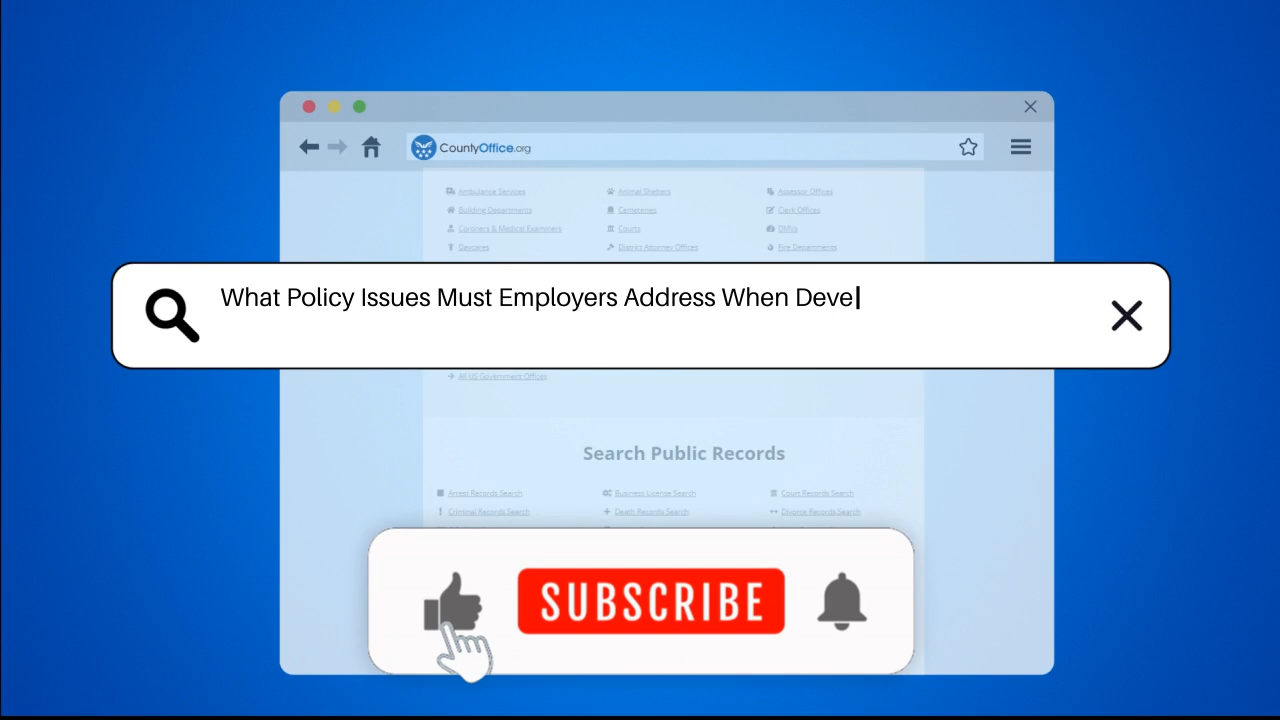 CountyOffice.org
Ambulance Services
Animal Shelters
Assessor Offices
Building Departments
Cemeteries
Clerk Offices
Coroners & Medical Examiners
Courts
DMVs
Daycares
District Attorney Offices
Fire Departments
What Policy Issues Must Employers Address When Deve
All US Government Offices
Search Public Records
Arrest Records Search
Business License Search
Court Records Search
Criminal Records Search
Death Records Search
Divorce Records Search
SUBSCRIBE